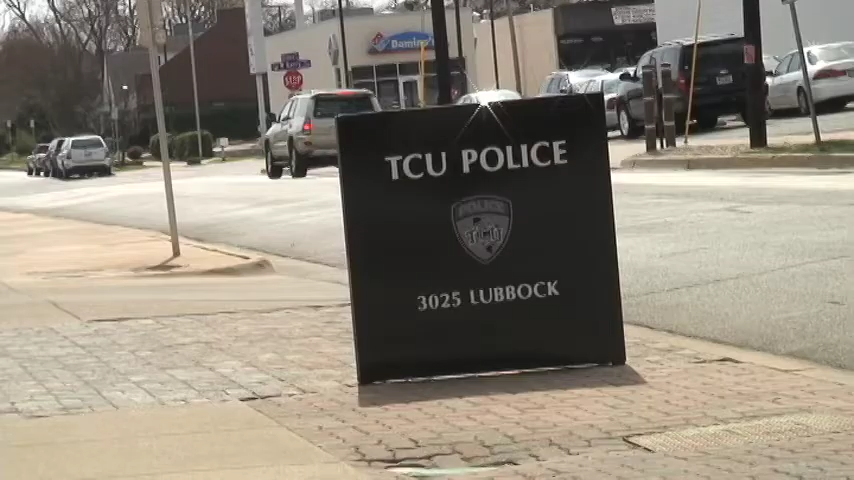 Domino's
STOP
TCU POLICE
POLICE
TCU
3025 LUBBOCK